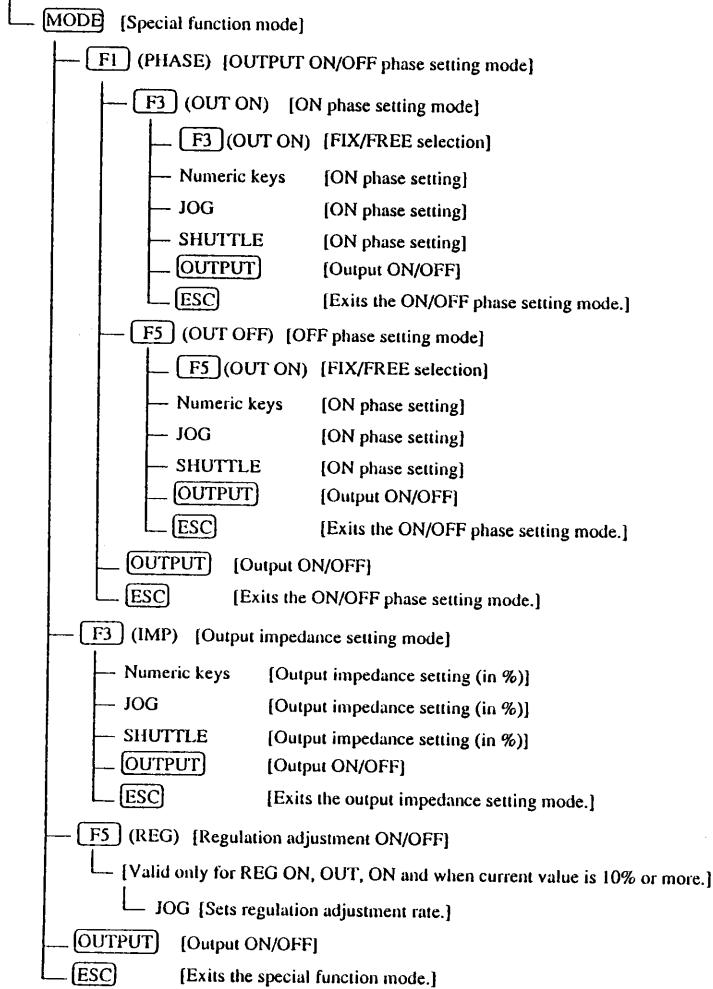 MODE [Special function mode]
F1 (PHASE) [OUTPUT ON/OFF phase setting mode]
F3 (OUT ON) [ON phase setting mode]
F3 (OUT ON) [FIX/FREE selection]
Numeric keys [ON phase setting]
JOG [ON phase setting]
SHUTTLE [ON phase setting]
OUTPUT [Output ON/OFF]
ESC [Exits the ON/OFF phase setting mode.]
F5 (OUT OFF) [OFF phase setting mode]
F5 (OUT ON) [FIX/FREE selection]
Numeric keys [ON phase setting]
JOG [ON phase setting]
SHUTTLE [ON phase setting]
OUTPUT [Output ON/OFF]
ESC [Exits the ON/OFF phase setting mode.]
OUTPUT [Output ON/OFF]
ESC [Exits the ON/OFF phase setting mode.]
F3 (IMP) [Output impedance setting mode]
Numeric keys [Output impedance setting (in %)]
JOG [Output impedance setting (in %)]
SHUTTLE [Output impedance setting (in %)]
OUTPUT [Output ON/OFF]
ESC [Exits the output impedance setting mode.]
F5 (REG) [Regulation adjustment ON/OFF]
[Valid only for REG ON, OUT, ON and when current value is 10% or more.]
JOG [Sets regulation adjustment rate.]
OUTPUT [Output ON/OFF]
ESC [Exits the special function mode.]